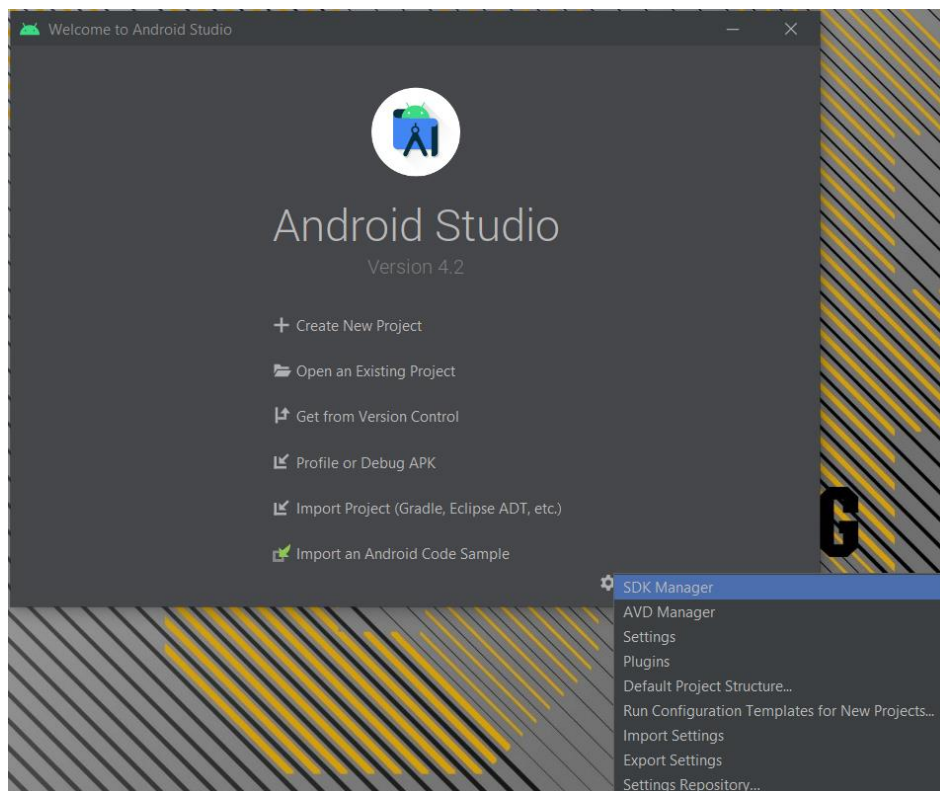 Welcome to Android Studio
Android Studio
Version 4.2
Create New Project
Open an Existing Project
Get from Version Control
Profile or Debug APK
Import Project (Gradle, Eclipse ADT, etc.)
Import an Android Code Sample
G
SDK Manager
AVD Manager
Settings
Plugins
Default Project Structure...
Run Configuration Templates for New Projects...
Import Settings
Export Settings
Settings Repository...